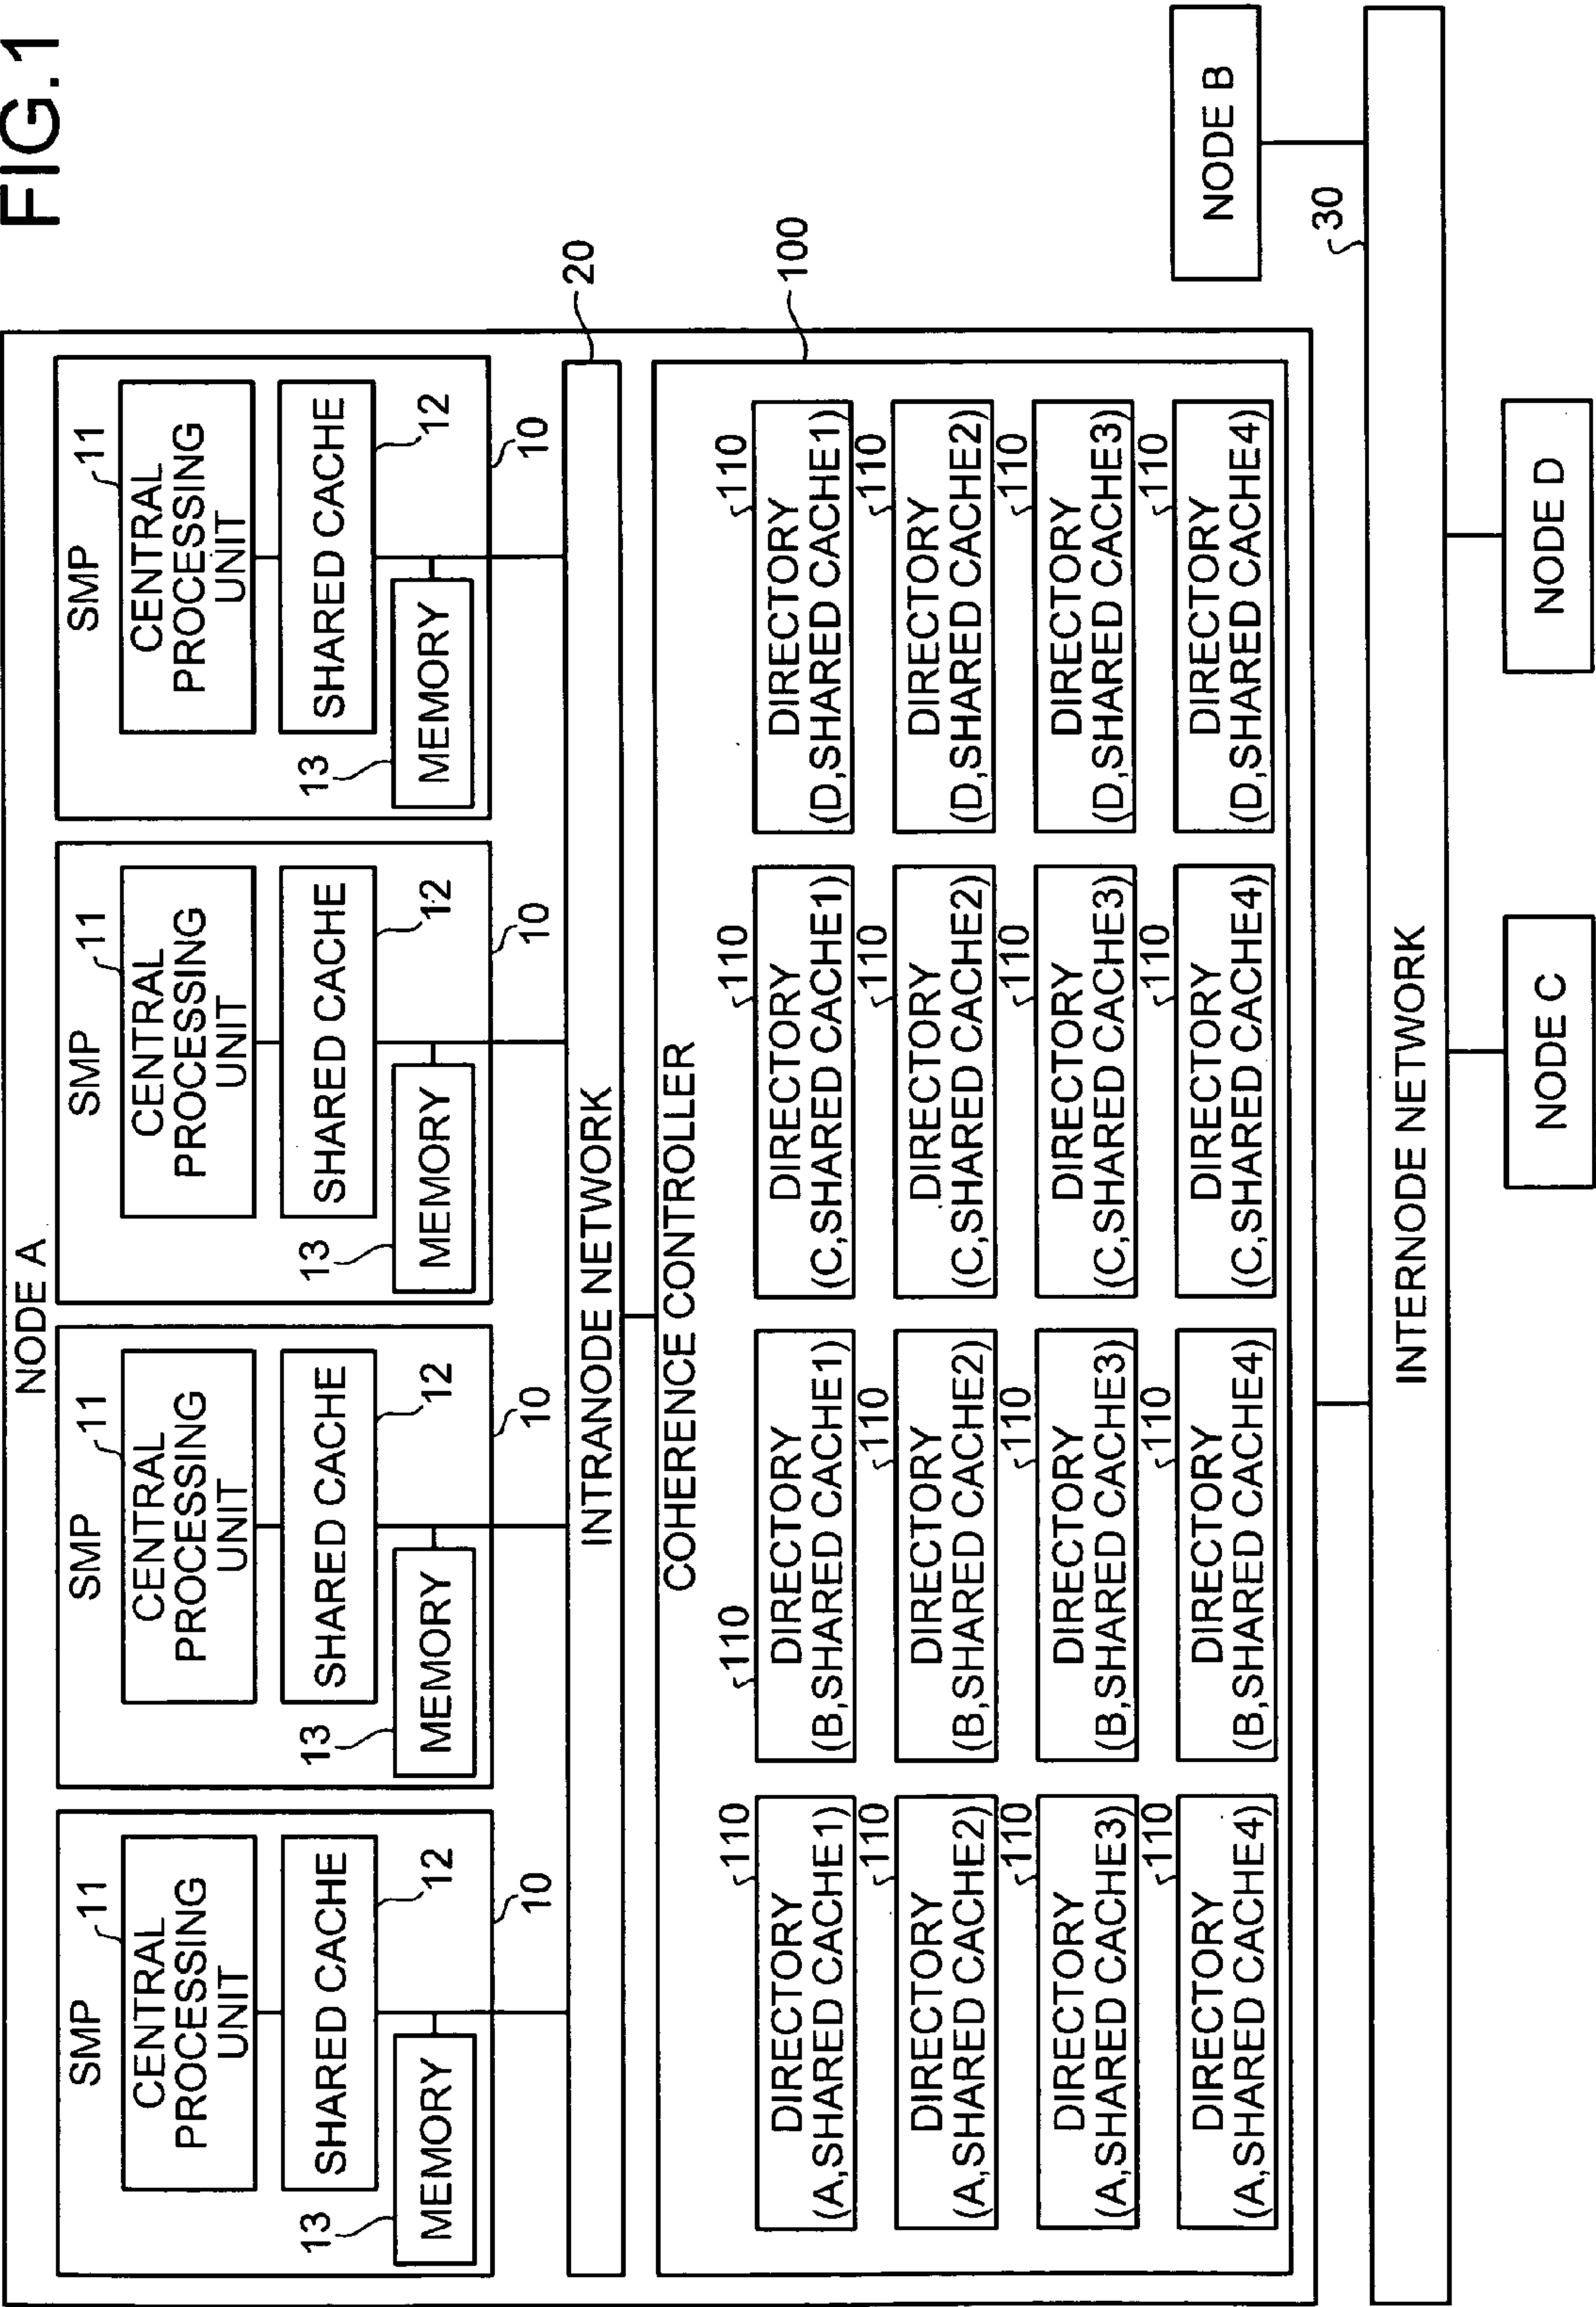 FIG.1
NODE A
SMP
11
CENTRAL
PROCESSING
UNIT
SHARED CACHE
12
13
MEMORY
10
SMP
11
CENTRAL
PROCESSING
UNIT
SHARED CACHE
12
13
MEMORY
10
SMP
11
CENTRAL
PROCESSING
UNIT
SHARED CACHE
12
13
MEMORY
10
SMP
11
CENTRAL
PROCESSING
UNIT
SHARED CACHE
12
13
MEMORY
10
INTRANODE NETWORK
20
COHERENCE CONTROLLER
100
110
DIRECTORY
(A,SHARED CACHE1)
110
DIRECTORY
(B,SHARED CACHE1)
110
DIRECTORY
(C,SHARED CACHE1)
110
DIRECTORY
(D,SHARED CACHE1)
110
DIRECTORY
(A,SHARED CACHE2)
110
DIRECTORY
(B,SHARED CACHE2)
110
DIRECTORY
(C,SHARED CACHE2)
110
DIRECTORY
(D,SHARED CACHE2)
110
DIRECTORY
(A,SHARED CACHE3)
110
DIRECTORY
(B,SHARED CACHE3)
110
DIRECTORY
(C,SHARED CACHE3)
110
DIRECTORY
(D,SHARED CACHE3)
110
DIRECTORY
(A,SHARED CACHE4)
110
DIRECTORY
(B,SHARED CACHE4)
110
DIRECTORY
(C,SHARED CACHE4)
110
DIRECTORY
(D,SHARED CACHE4)
NODE B
30
INTERNODE NETWORK
NODE C
NODE D